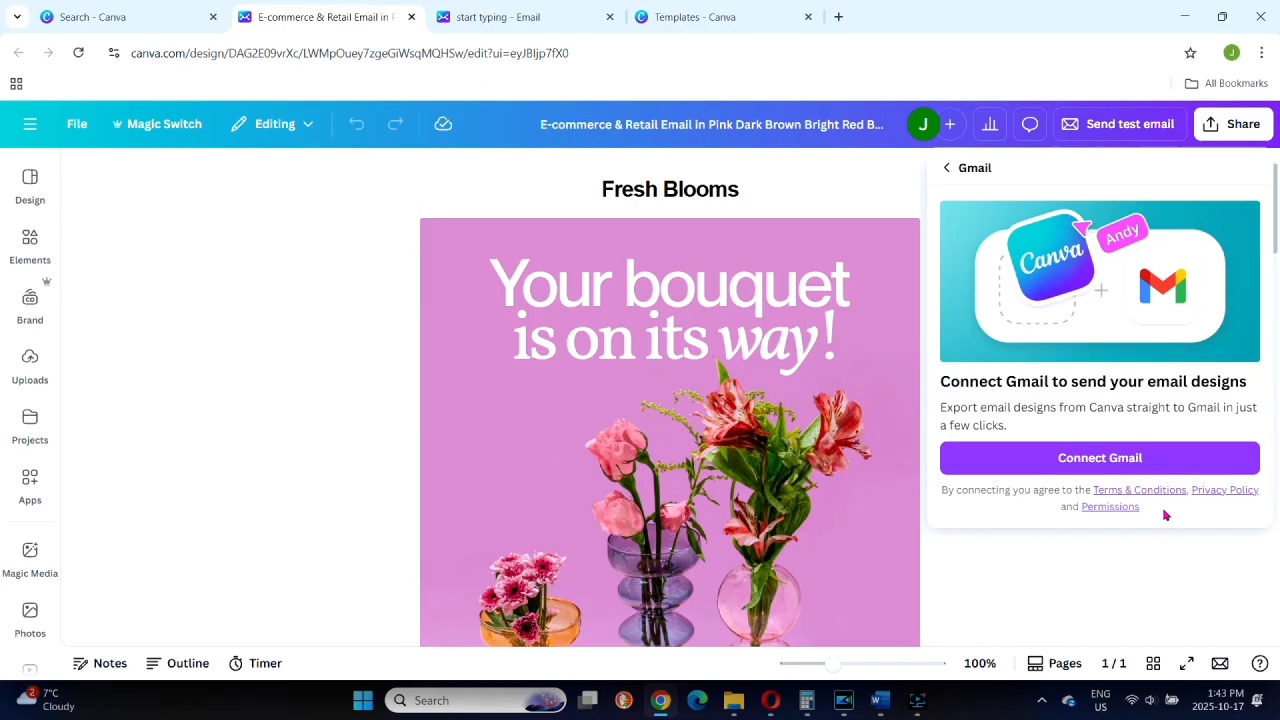 Search - Canva
E-commerce & Retail Email in P
start typing - Email
Templates - Canva
canva.com/design/DAG2E09vrXc/LWMpOuey7zgeGiWsqMQHSw/edit?ui=eyJBIjp7fX0
J
All Bookmarks
File
Magic Switch
Editing
E-commerce & Retail Email in Pink Dark Brown Bright Red B...
J
Send test email
Share
Design
Elements
Brand
Uploads
Projects
Apps
Magic Media
Photos
Fresh Blooms
Your bouquet
is on its way!
Gmail
Canva
Andy
Connect Gmail to send your email designs
Export email designs from Canva straight to Gmail in just
a few clicks.
Connect Gmail
By connecting you agree to the Terms & Conditions, Privacy Policy
and Permissions
Notes
Outline
Timer
100%
Pages
1 / 1
2
7°C
Cloudy
Search
ENG
US
1:43 PM
2025-10-17